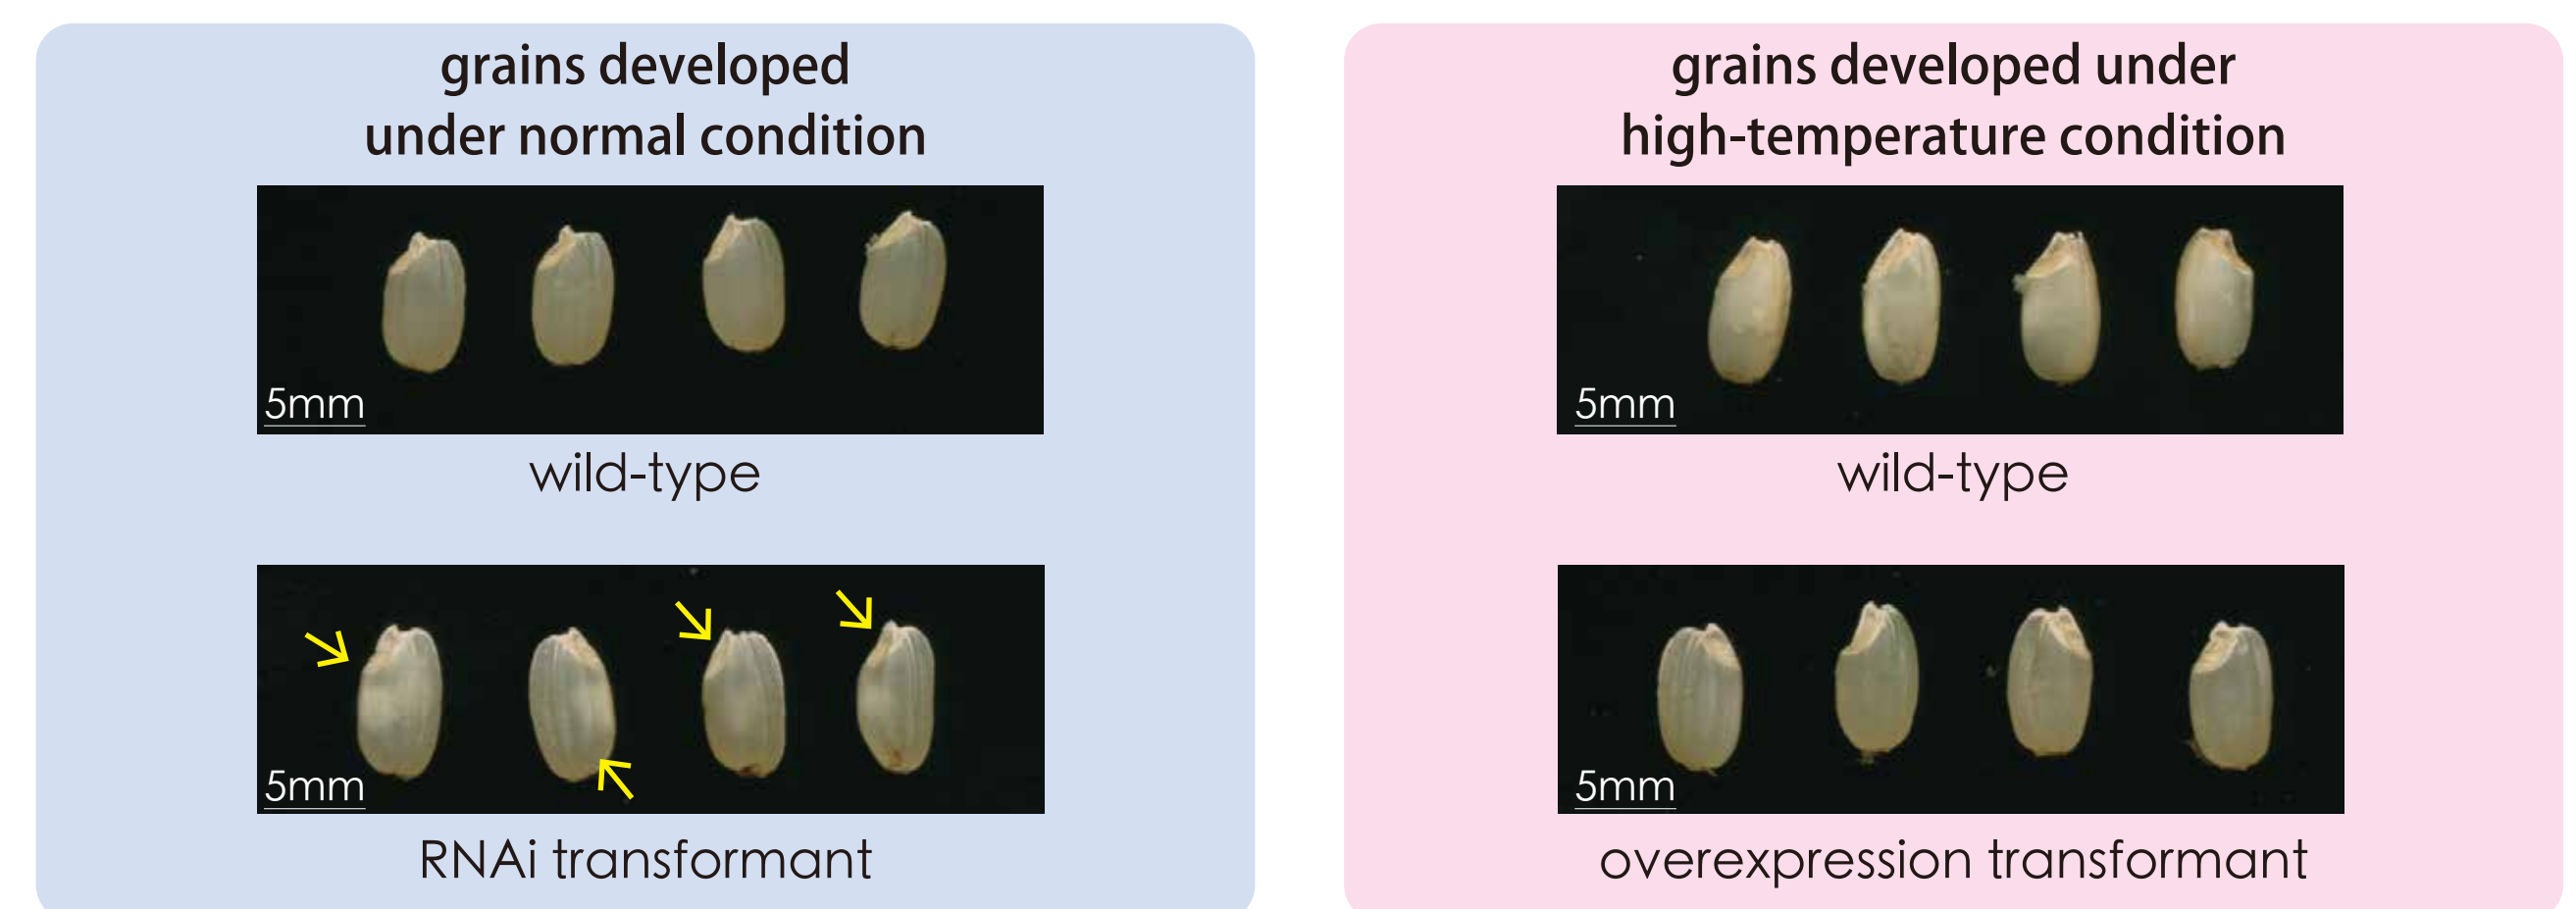 grains developed
under normal condition
5mm
wild-type
5mm
RNAi transformant
grains developed under
high-temperature condition
5mm
wild-type
5mm
overexpression transformant